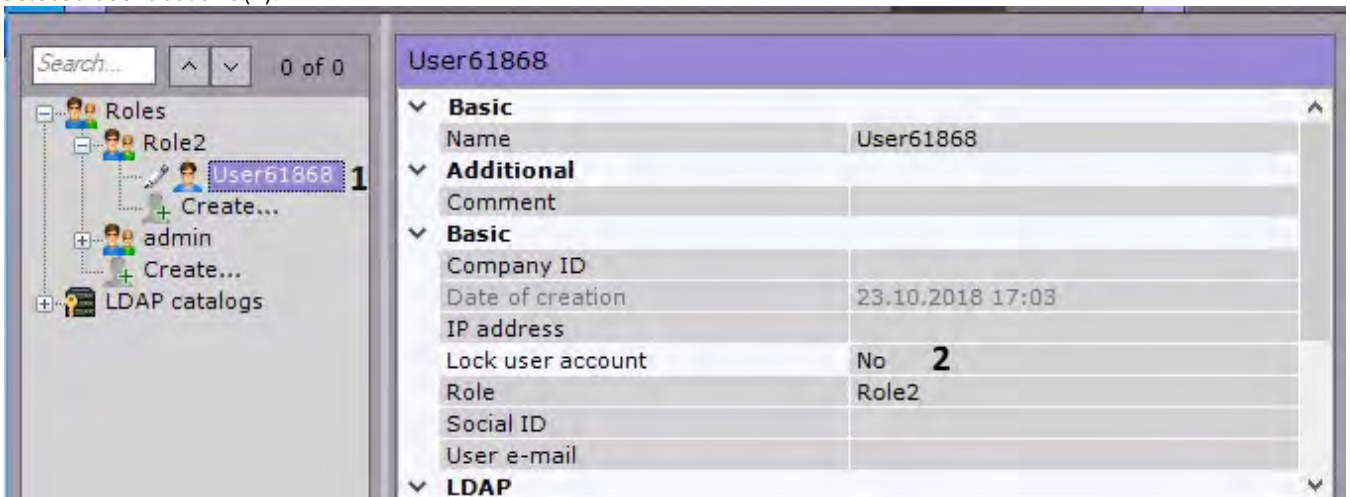 Search... 0 of 0
Roles
Role2
User61868 1
Create...
admin
Create...
LDAP catalogs
User61868
Basic
Name User61868
Additional
Comment
Basic
Company ID
Date of creation 23.10.2018 17:03
IP address
Lock user account No 2
Role Role2
Social ID
User e-mail
LDAP